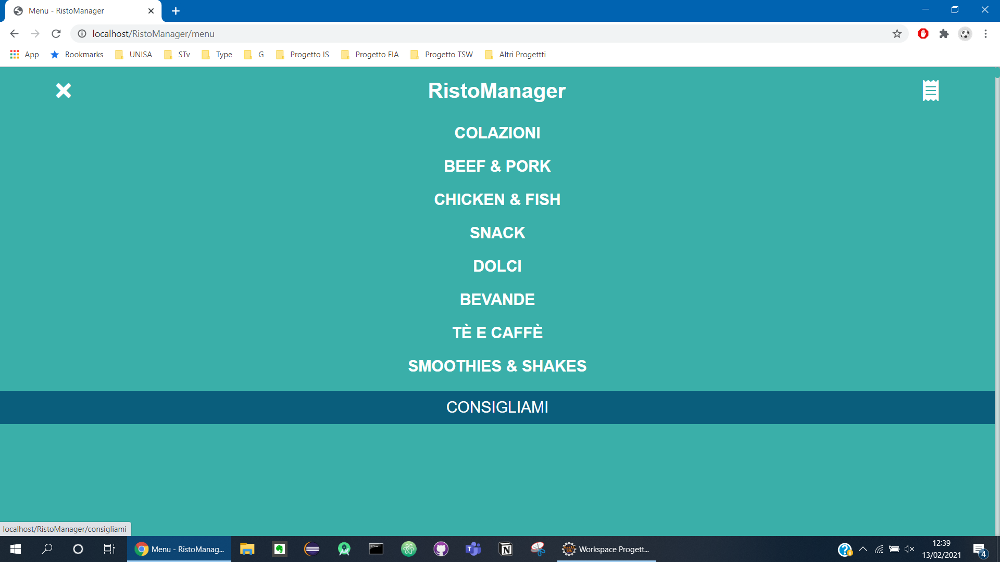 Menu - RistoManager
localhost/RistoManager/menu
App Bookmarks UNISA STv Type G Progetto IS Progetto FIA Progetto TSW Altri Progettti
RistoManager
COLAZIONI
BEEF & PORK
CHICKEN & FISH
SNACK
DOLCI
BEVANDE
TÈ E CAFFÈ
SMOOTHIES & SHAKES
CONSIGLIAMI
localhost/RistoManager/consigliami
Menu - RistoManag...
Workspace Progett...
12:39
13/02/2021
4